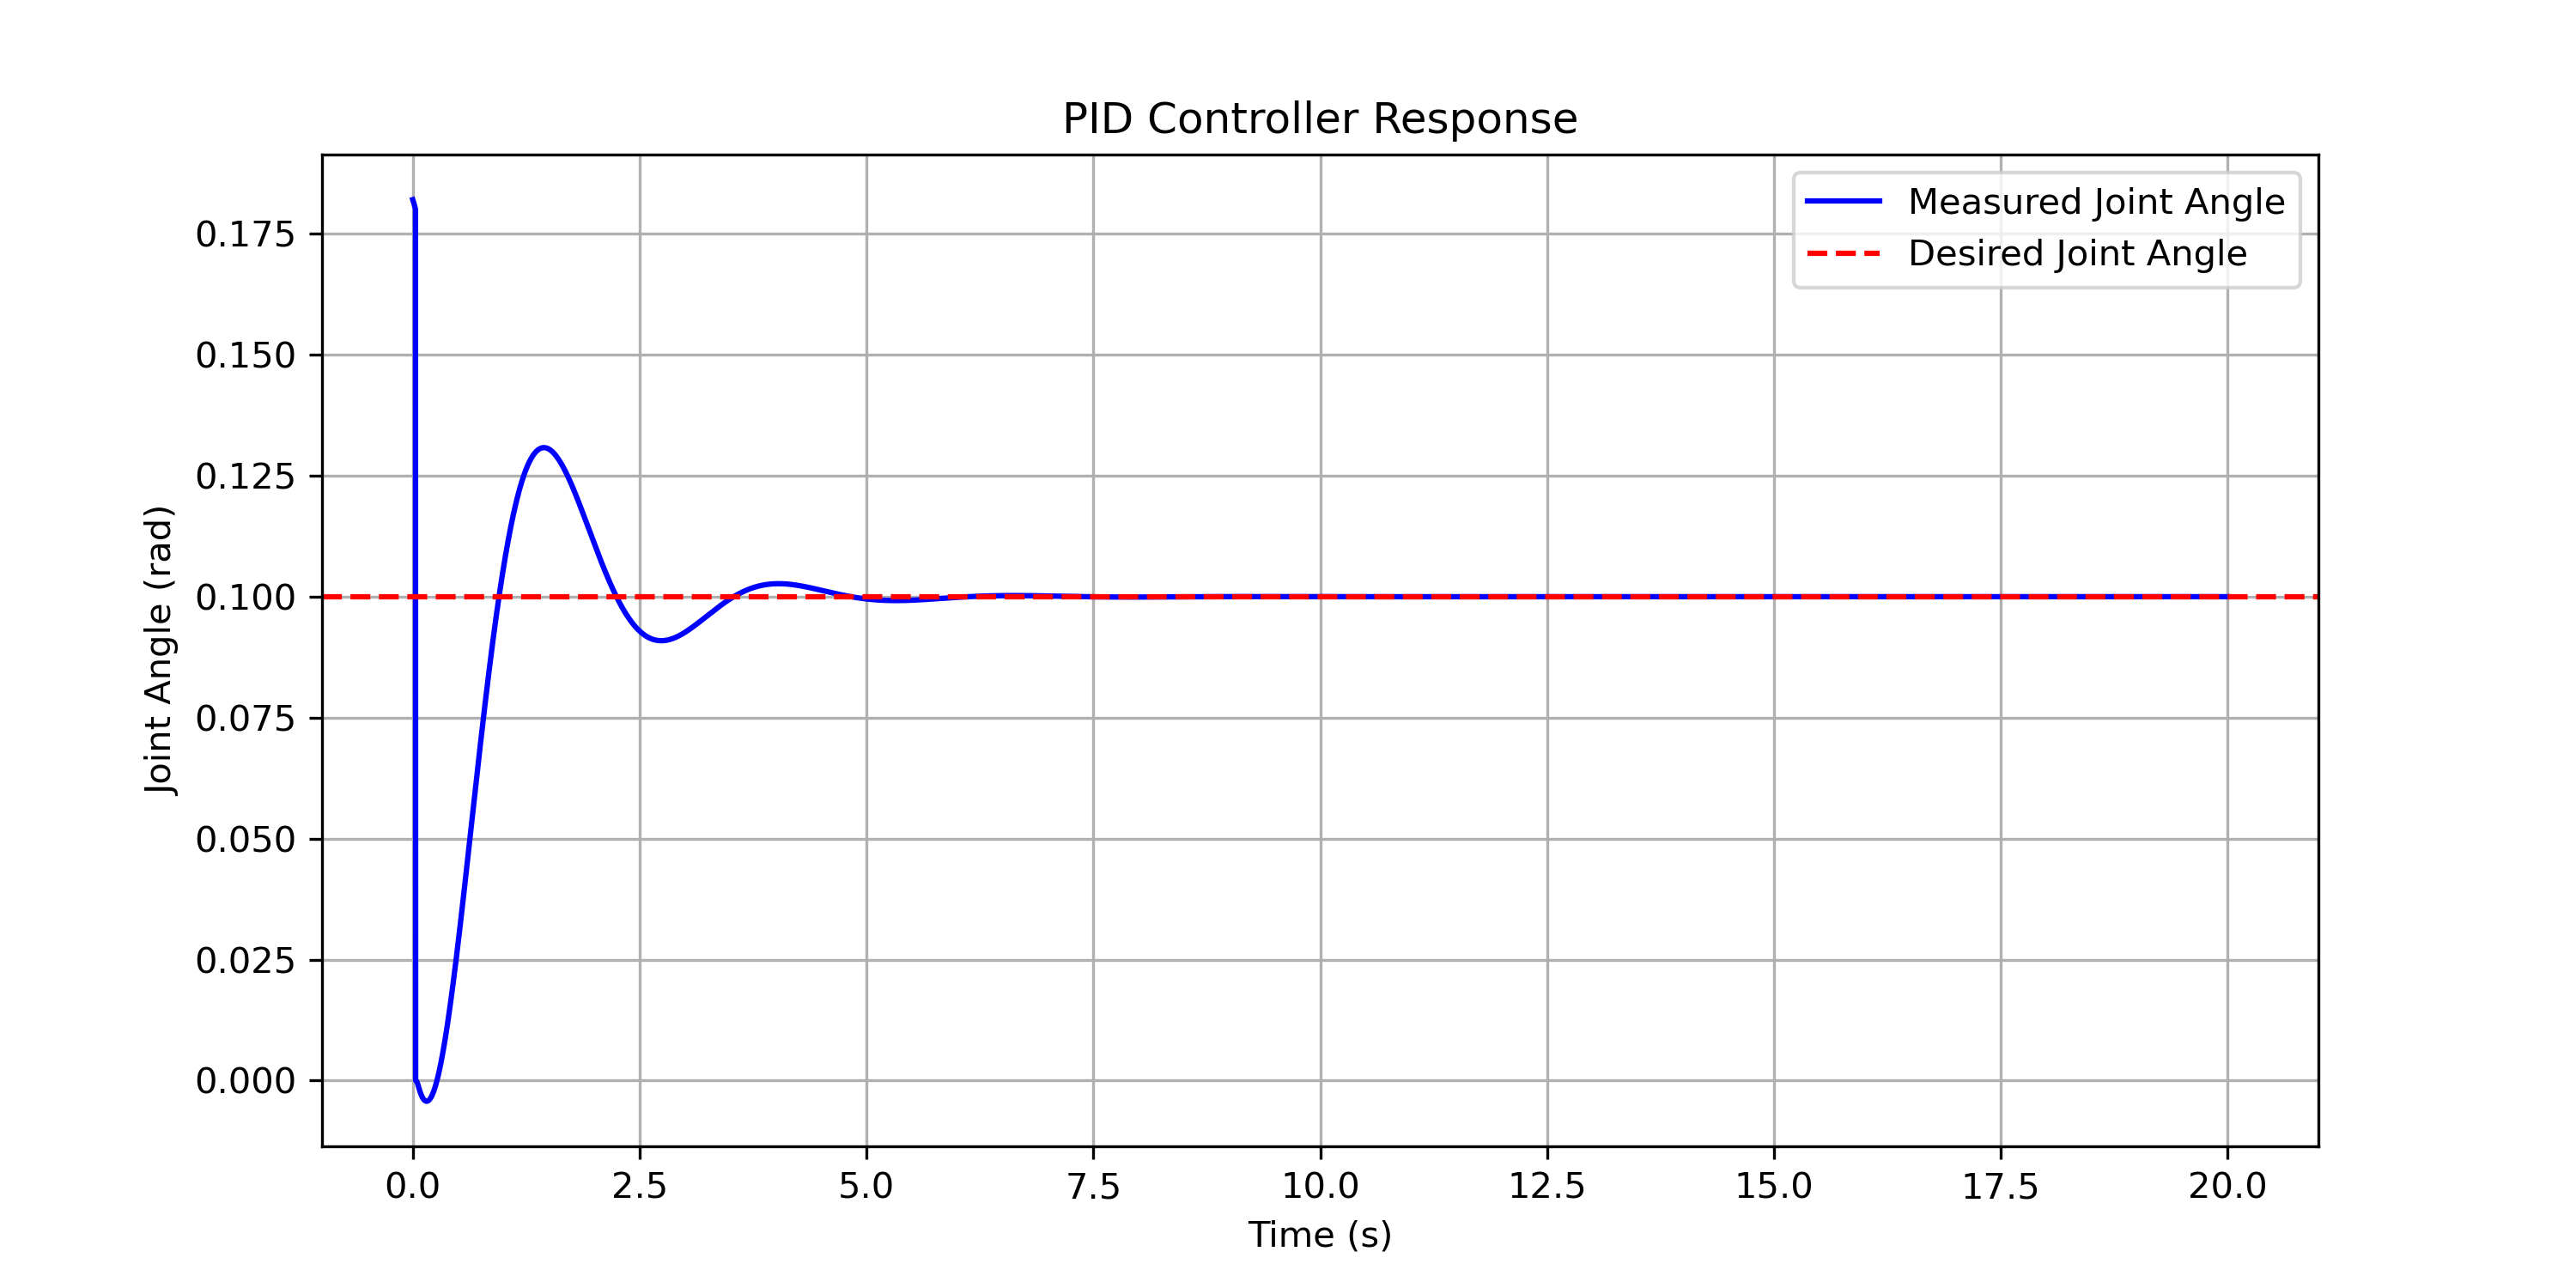 PID Controller Response
Measured Joint Angle
Desired Joint Angle
Joint Angle (rad)
0.175
0.150
0.125
0.100
0.075
0.050
0.025
0.000
0.0 2.5 5.0 7.5 10.0 12.5 15.0 17.5 20.0
Time (s)